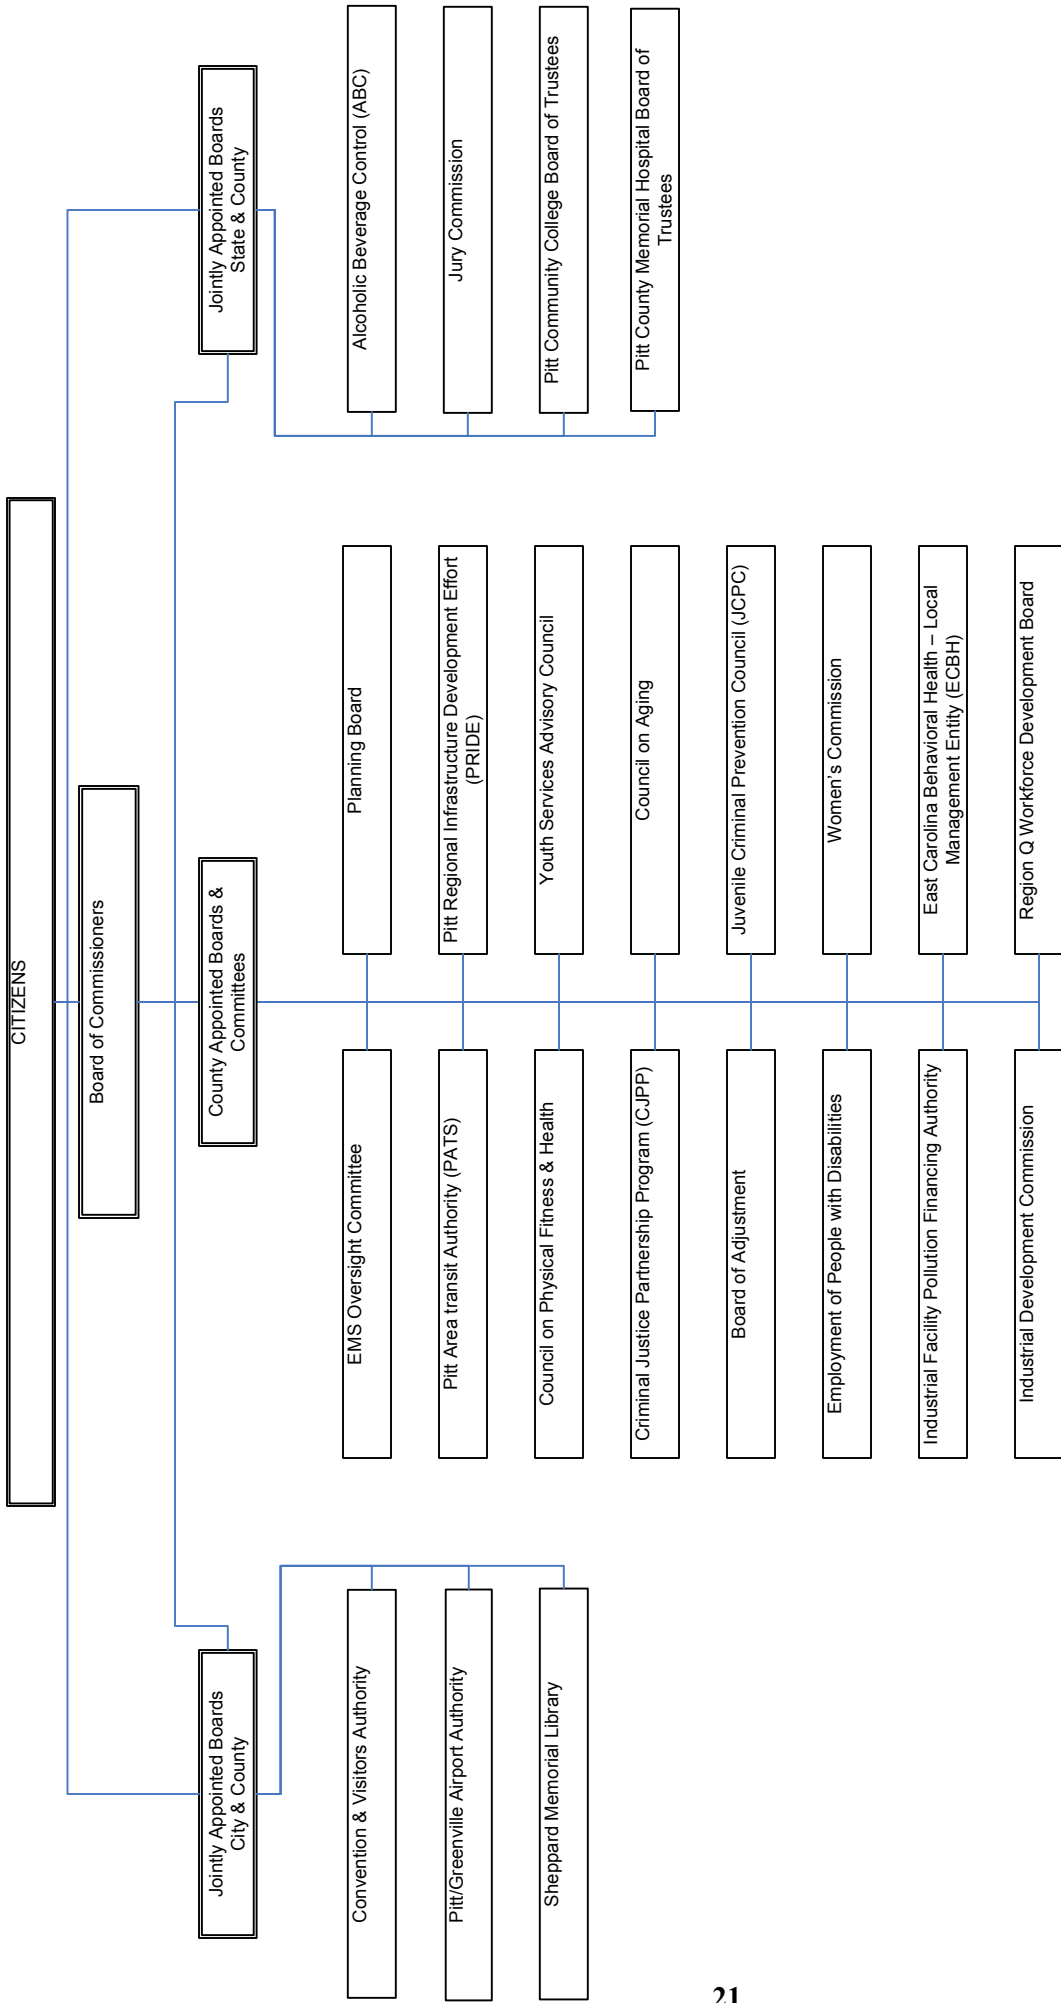 CITIZENS
Board of Commissioners
Jointly Appointed Boards
City & County
County Appointed Boards &
Committees
Jointly Appointed Boards
State & County
Convention & Visitors Authority
Pitt/Greenville Airport Authority
Sheppard Memorial Library
EMS Oversight Committee
Pitt Area transit Authority (PATS)
Council on Physical Fitness & Health
Criminal Justice Partnership Program (CJPP)
Board of Adjustment
Employment of People with Disabilities
Industrial Facility Pollution Financing Authority
Industrial Development Commission
Planning Board
Pitt Regional Infrastructure Development Effort
(PRIDE)
Youth Services Advisory Council
Council on Aging
Juvenile Criminal Prevention Council (JCPC)
Women’s Commission
East Carolina Behavioral Health – Local
Management Entity (ECBH)
Region Q Workforce Development Board
Alcoholic Beverage Control (ABC)
Jury Commission
Pitt Community College Board of Trustees
Pitt County Memorial Hospital Board of
Trustees
21